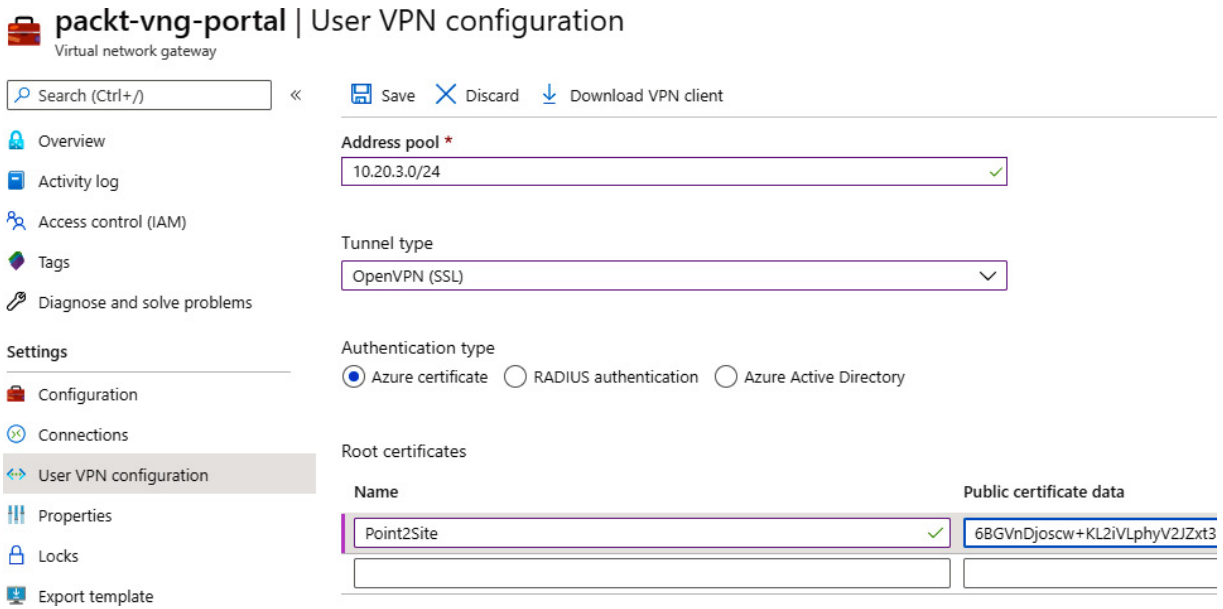 packt-vng-portal | User VPN configuration
Virtual network gateway
Search (Ctrl+/)
«
Save
Discard
Download VPN client
Overview
Activity log
Access control (IAM)
Tags
Diagnose and solve problems
Settings
Configuration
Connections
User VPN configuration
Properties
Locks
Export template
Address pool *
10.20.3.0/24
Tunnel type
OpenVPN (SSL)
Authentication type
Azure certificate
RADIUS authentication
Azure Active Directory
Root certificates
Name
Public certificate data
Point2Site
6BGVnDjoscw+KL2iVLphyV2JZxt3